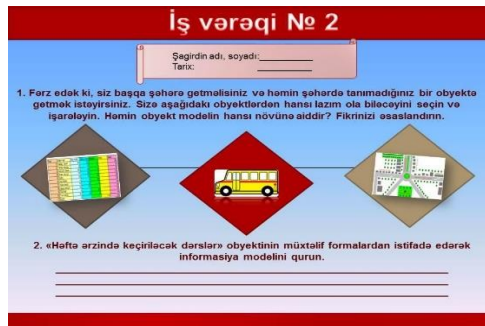 İş vərəqi № 2
Şagirdin adı, soyadı:__________
Tarix: __________
1. Fərz edək ki, siz başqa şəhərə getməlisiniz və həmin şəhərdə tanımadığınız bir obyektə
getmək istəyirsiniz. Sizə aşağıdakı obyektlərdən hansı lazım ola biləcəyini seçin və
işarələyin. Həmin obyekt modelin hansı növünə aiddir? Fikrinizi əsaslandırın.
2. «Həftə ərzində keçiriləcək dərslər» obyektinin müxtəlif formalardan istifadə edərək
informasiya modelini qurun.